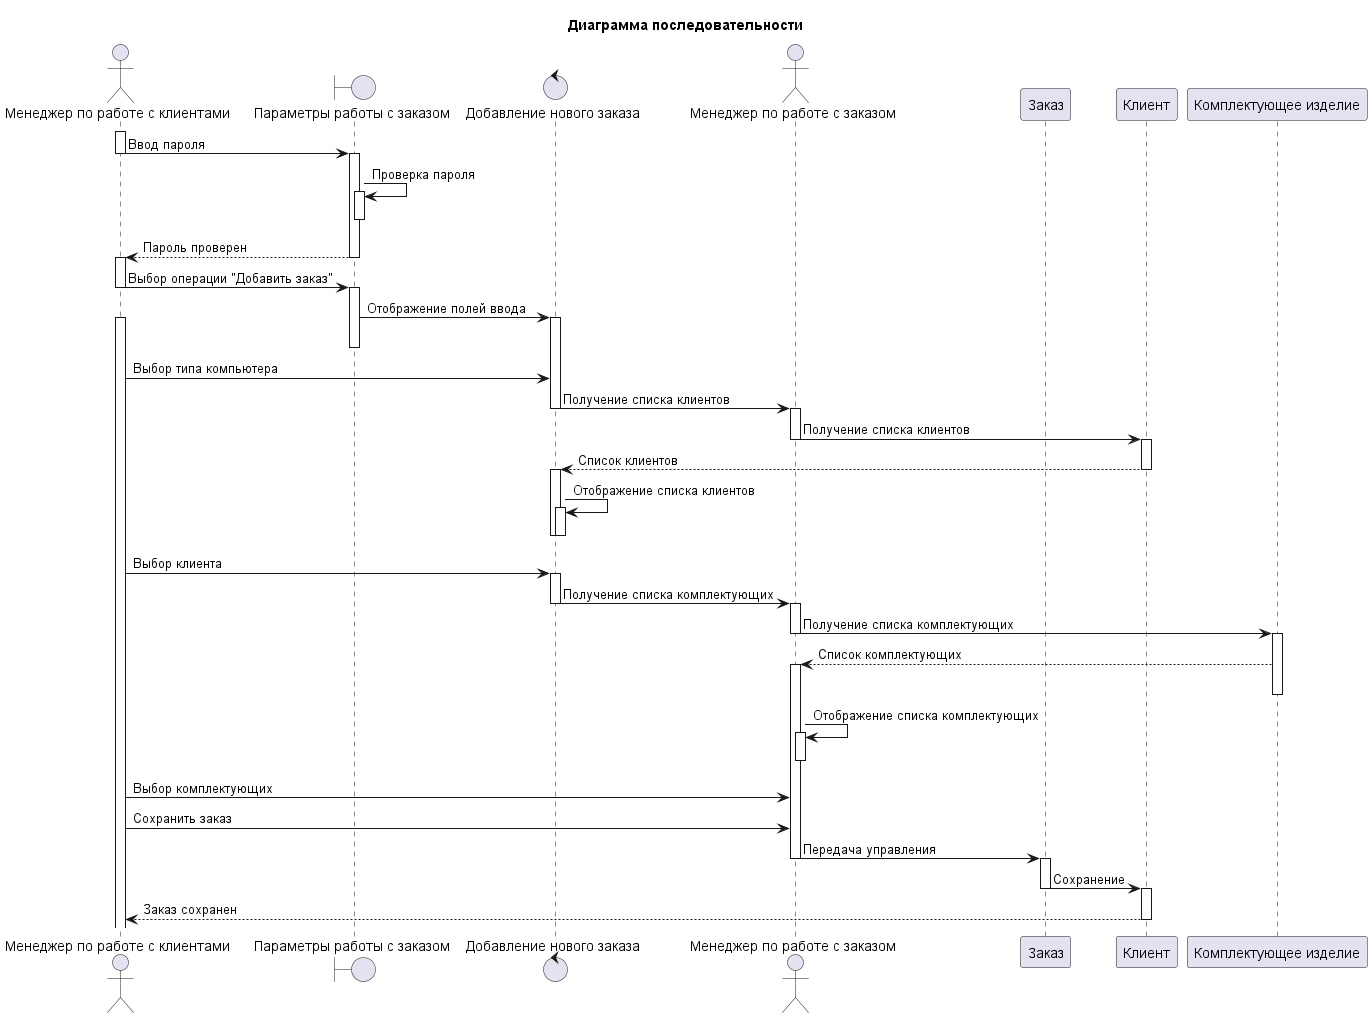 Диаграмма последовательности
Менеджер по работе с клиентами
Параметры работы с заказом
Добавление нового заказа
Менеджер по работе с заказом
Заказ
Клиент
Комплектующее изделие
Ввод пароля
Проверка пароля
Пароль проверен
Выбор операции "Добавить заказ"
Отображение полей ввода
Выбор типа компьютера
Получение списка клиентов
Получение списка клиентов
Список клиентов
Отображение списка клиентов
Выбор клиента
Получение списка комплектующих
Получение списка комплектующих
Список комплектующих
Отображение списка комплектующих
Выбор комплектующих
Сохранить заказ
Передача управления
Сохранение
Заказ сохранен
Менеджер по работе с клиентами
Параметры работы с заказом
Добавление нового заказа
Менеджер по работе с заказом
Заказ
Клиент
Комплектующее изделие